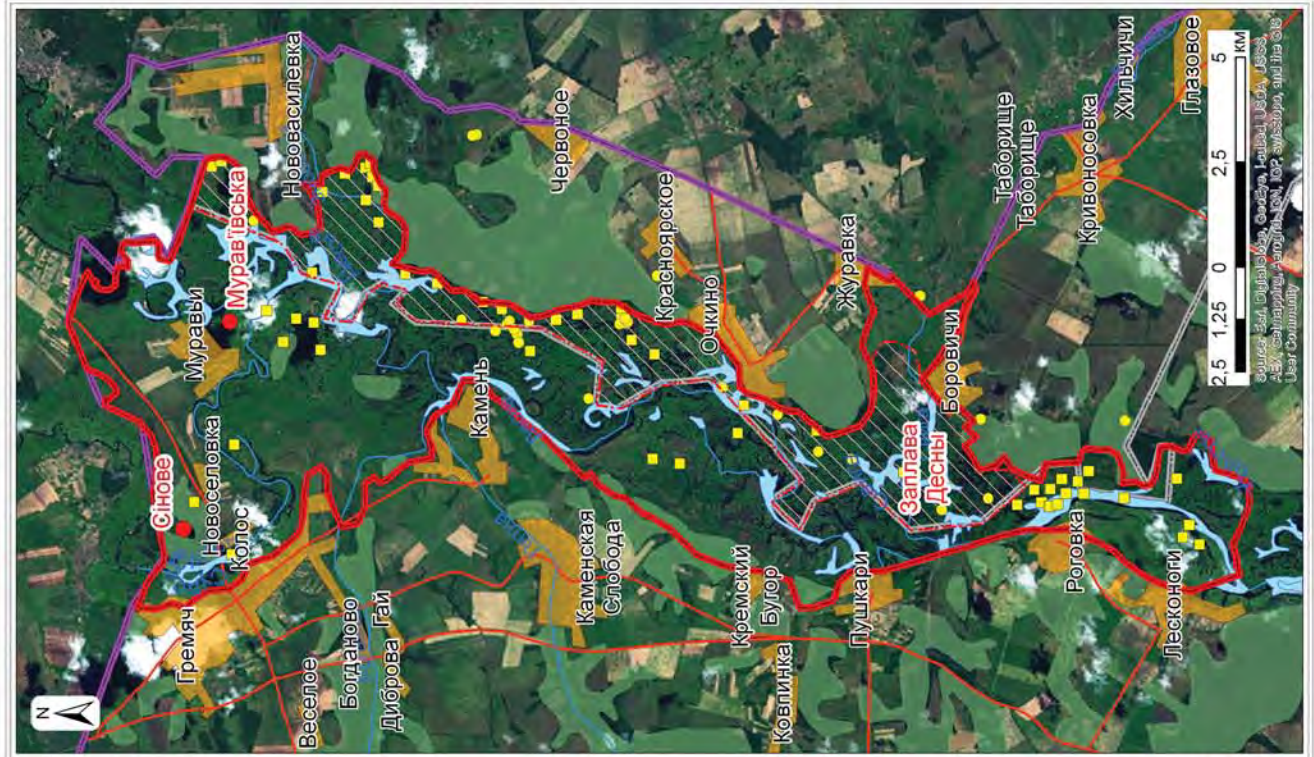 N
Гремяч
Сінове
Новоселовка
Колос
Муравьи
Мурав'ївська
Нововасилевка
Веселое
Богданово
Гай
Диброва
Камень
Каменская
Слобода
Червоное
Красноярское
Очкино
Журавка
Кремский
Бугор
Ковпинка
Пушкари
Заплава
Десны
Боровичи
Таборище
Таборище
Кривоносовка
Хильчичи
Глазовое
Роговка
Лесконоги
2,5 1,25 0 2,5 5
КМ
User Community